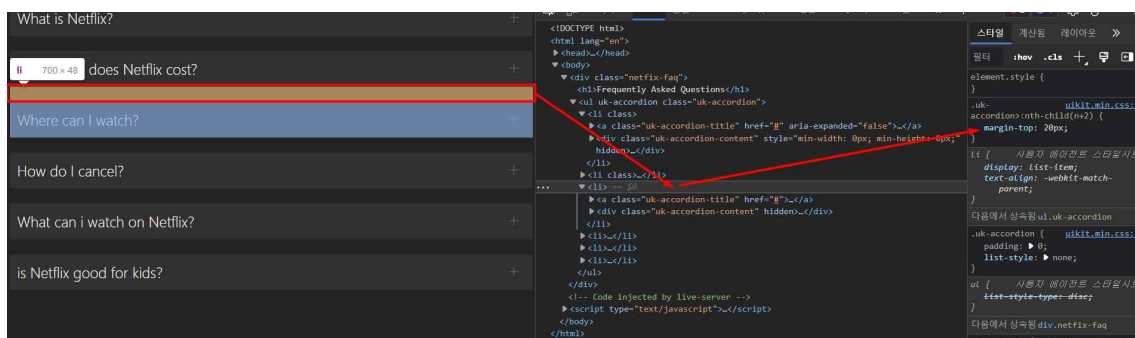 What is Netflix?
li 700 × 48 does Netflix cost?
Where can I watch?
How do I cancel?
What can i watch on Netflix?
is Netflix good for kids?
<!DOCTYPE html>
<html lang="en">
▶<head>…</head>
▼<body>
▼<div class="netfix-faq">
<h1>Frequently Asked Questions</h1>
▼<ul uk-accordion class="uk-accordion">
▼<li class>
▶<a class="uk-accordion-title" href="#" aria-expanded="false">…</a>
▶<div class="uk-accordion-content" style="min-width: 0px; min-height: 0px;"
hidden>…</div>
</li>
▶<li class>…</li>
··· ▼<li> == $0
▶<a class="uk-accordion-title" href="#">…</a>
▶<div class="uk-accordion-content" hidden>…</div>
</li>
▶<li>…</li>
▶<li>…</li>
▶<li>…</li>
</ul>
</div>
<!-- Code injected by live-server -->
▶<script type="text/javascript">…</script>
</body>
</html>
스타일 계산됨 레이아웃 »
필터 :hov .cls +
element.style {
}
.uk- uikit.min.css:
accordion>:nth-child(n+2) {
margin-top: 20px;
}
li { 사용자 에이전트 스타일시트
display: list-item;
text-align: -webkit-match-
parent;
}
다음에서 상속됨 ul.uk-accordion
.uk-accordion { uikit.min.css:
padding: ▶ 0;
list-style: ▶ none;
}
ul { 사용자 에이전트 스타일시
list-style-type: disc;
}
다음에서 상속됨 div.netfix-faq